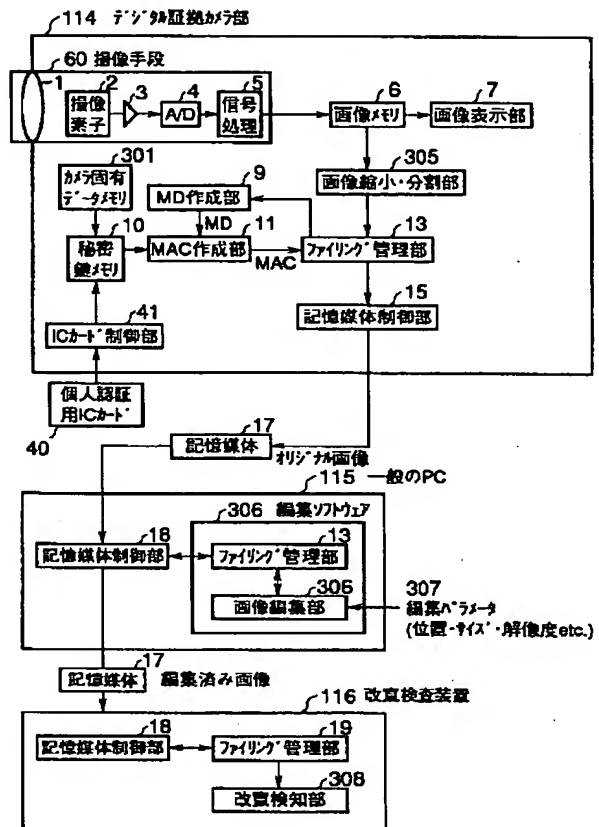 114 デジタル証拠カメラ部
60 撮像手段
1
2
3
4
5
撮像
素子
A/D
信号
処理
6
画像メモリ
7
画像表示部
301
カメラ固有
データメモリ
9
MD作成部
305
画像縮小・分割部
MD
10
秘密
鍵メモリ
11
MAC作成部
MAC
13
ファイリング管理部
41
ICカード制御部
15
記憶媒体制御部
個人認証
用ICカード
40
17
記憶媒体
オリジナル画像
115 一般のPC
306 編集ソフトウェア
18
記憶媒体制御部
13
ファイリング管理部
306
画像編集部
307
編集パラメータ
(位置・サイズ・解像度etc.)
17
記憶媒体
編集済み画像
116 改竄検査装置
18
記憶媒体制御部
19
ファイリング管理部
308
改竄検知部